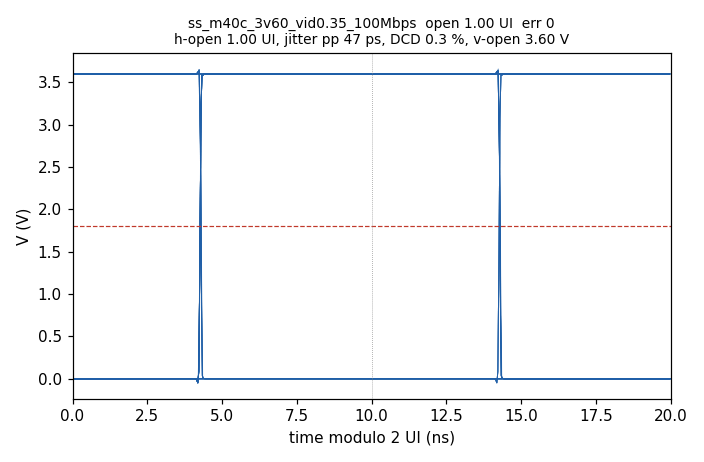 ss_m40c_3v60_vid0.35_100Mbps  open 1.00 UI  err 0
h-open 1.00 UI, jitter pp 47 ps, DCD 0.3 %, v-open 3.60 V
V (V)
3.5
3.0
2.5
2.0
1.5
1.0
0.5
0.0
0.0 2.5 5.0 7.5 10.0 12.5 15.0 17.5 20.0
time modulo 2 UI (ns)